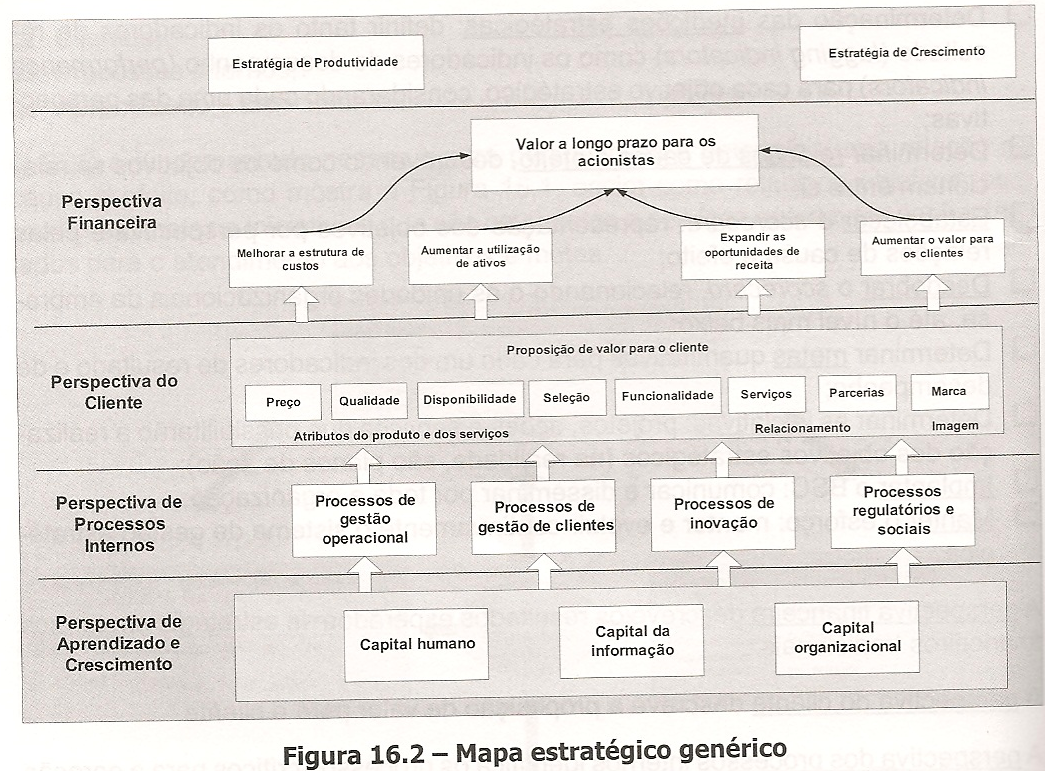 Estratégia de Produtividade
Estratégia de Crescimento
Valor a longo prazo para os
acionistas
Perspectiva
Financeira
Melhorar a estrutura de
custos
Aumentar a utilização
de ativos
Expandir as
oportunidades de
receita
Aumentar o valor para
os clientes
Perspectiva do
Cliente
Proposição de valor para o cliente
Preço
Qualidade
Disponibilidade
Seleção
Funcionalidade
Serviços
Parcerias
Marca
Atributos do produto e dos serviços
Relacionamento
Imagem
Perspectiva de
Processos
Internos
Processos de
gestão
operacional
Processos de
gestão de clientes
Processos de
inovação
Processos
regulatórios e
sociais
Perspectiva de
Aprendizado e
Crescimento
Capital humano
Capital da
informação
Capital
organizacional
Figura 16.2 – Mapa estratégico genérico